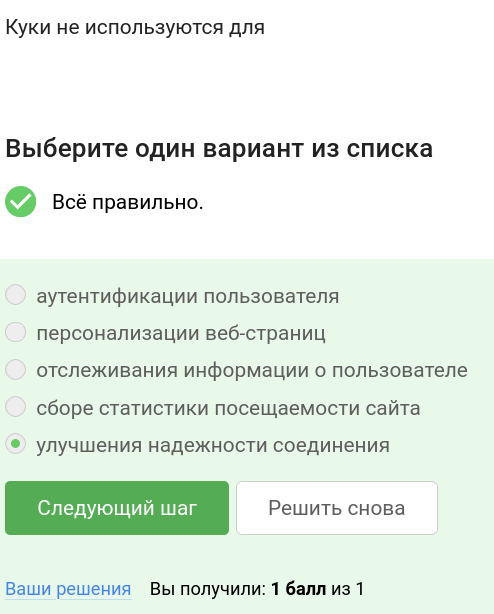 Куки не используются для
Выберите один вариант из списка
Всё правильно.
аутентификации пользователя
персонализации веб-страниц
отслеживания информации о пользователе
сборе статистики посещаемости сайта
улучшения надежности соединения
Следующий шаг Решить снова
Ваши решения Вы получили: 1 балл из 1